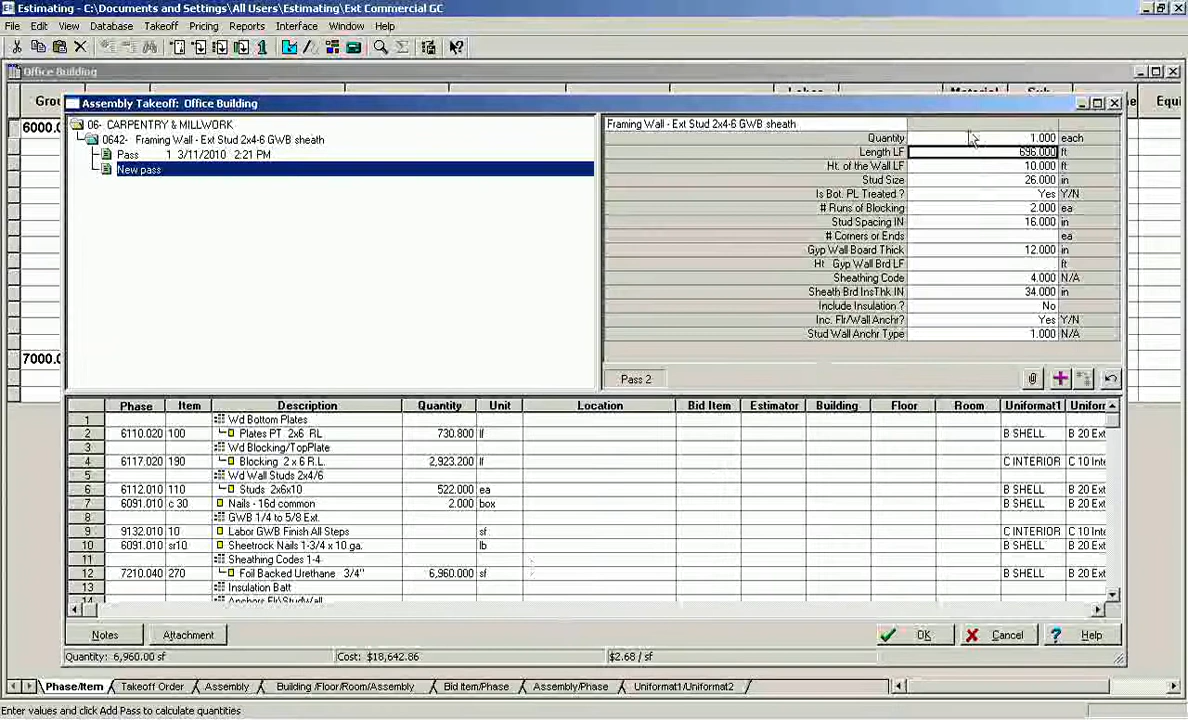 Estimating - C:\Documents and Settings\All Users\Estimating\Ext Commercial GC
File Edit View Database Takeoff Pricing Reports Interface Window Help
Office Building
Grou
Equi
6000.0
7000.0
Assembly Takeoff: Office Building
06- CARPENTRY & MILLWORK
0642- Framing Wall - Ext Stud 2x4-6 GWB sheath
Pass 1 3/11/2010 2:21 PM
New pass
Framing Wall - Ext Stud 2x4-6 GWB sheath
Quantity 1.000 each
Length LF 696.000 ft
Ht. of the Wall LF 10.000 ft
Stud Size 26.000 in
Is Bot. PL Treated ? Yes Y/N
# Runs of Blocking 2.000 ea
Stud Spacing IN 16.000 in
# Corners or Ends ea
Gyp Wall Board Thick 12.000 in
Ht Gyp Wall Brd LF ft
Sheathing Code 4.000 N/A
Sheath Brd InsThk IN 34.000 in
Include Insulation ? No
Inc. Flr/Wall Anchr? Yes Y/N
Stud Wall Anchr Type 1.000 N/A
Pass 2
Phase Item Description Quantity Unit Location Bid Item Estimator Building Floor Room Uniformat1 Uniforr
1 Wd Bottom Plates
2 6110.020 100 Plates PT 2x6 RL 730.800 lf B SHELL B 20 Ext
3 Wd Blocking/TopPlate
4 6117.020 190 Blocking 2 x 6 R.L. 2,923.200 lf C INTERIOR C 10 Inte
5 Wd Wall Studs 2x4/6
6 6112.010 110 Studs 2x6x10 522.000 ea B SHELL B 20 Ext
7 6091.010 c 30 Nails - 16d common 2.000 box B SHELL B 20 Ext
8 GWB 1/4 to 5/8 Ext.
9 9132.010 10 Labor GWB Finish All Steps sf C INTERIOR C 10 Inte
10 6091.010 sr10 Sheetrock Nails 1-3/4 x 10 ga. lb B SHELL B 20 Ext
11 Sheathing Codes 1-4
12 7210.040 270 Foil Backed Urethane 3/4" 6,960.000 sf B SHELL B 20 Ext
13 Insulation Batt
14 Anchors Flr\StudWall
Notes Attachment OK Cancel Help
Quantity: 6,960.00 sf Cost: $18,642.86 $2.68 / sf
Phase/Item Takeoff Order Assembly Building /Floor/Room/Assembly Bid Item/Phase Assembly/Phase Uniformat1/Uniformat2
Enter values and click Add Pass to calculate quantities